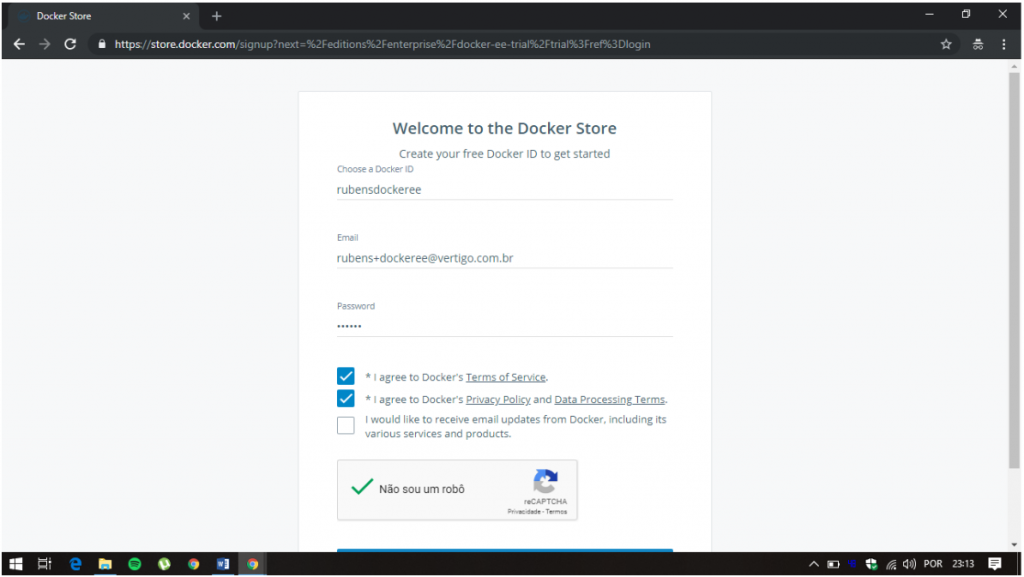 Docker Store
https://store.docker.com/signup?next=%2Feditions%2Fenterprise%2Fdocker-ee-trial%2Ftrial%3Fref%3Dlogin
Welcome to the Docker Store
Create your free Docker ID to get started
Choose a Docker ID
rubensdockeree
Email
rubens+dockeree@vertigo.com.br
Password
••••••
* I agree to Docker's Terms of Service.
* I agree to Docker's Privacy Policy and Data Processing Terms.
I would like to receive email updates from Docker, including its
various services and products.
Não sou um robô
reCAPTCHA
Privacidade - Termos
POR 23:13